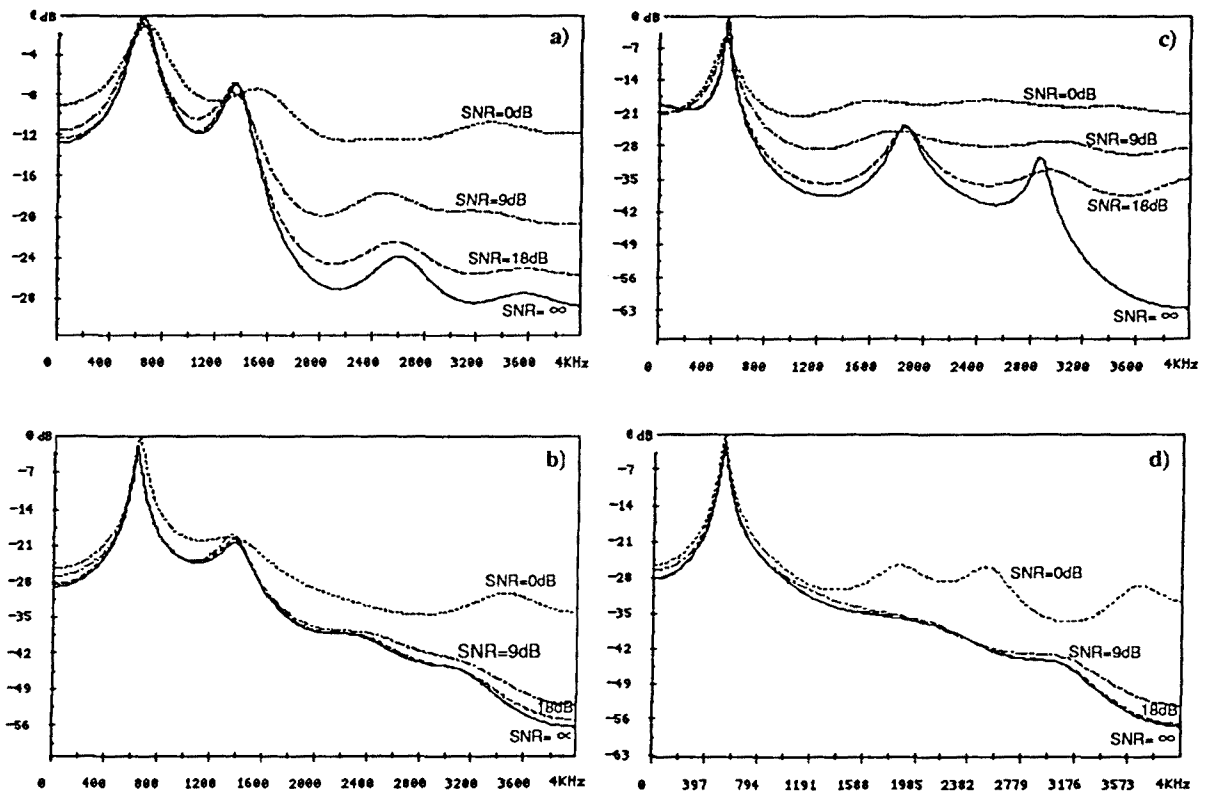 0 dB
a)
-4
-8
SNR=0dB
-12
-16
SNR=9dB
-20
SNR=18dB
-24
-28
SNR= ∞
0 400 800 1200 1600 2000 2400 2800 3200 3600 4KHz
0 dB
c)
-7
-14
SNR=0dB
-21
SNR=9dB
-28
-35
SNR=18dB
-42
-49
-56
-63
SNR= ∞
0 400 800 1200 1600 2000 2400 2800 3200 3600 4KHz
0 dB
b)
-7
-14
-21
-28
SNR=0dB
-35
-42
SNR=9dB
-49
18dB
-56
SNR= ∝
0 400 800 1200 1600 2000 2400 2800 3200 3600 4KHz
0 dB
d)
-7
-14
-21
-28
SNR=0dB
-35
-42
SNR=9dB
-49
18dB
-56
SNR= ∞
-63
0 397 794 1191 1588 1985 2382 2779 3176 3573 4KHz